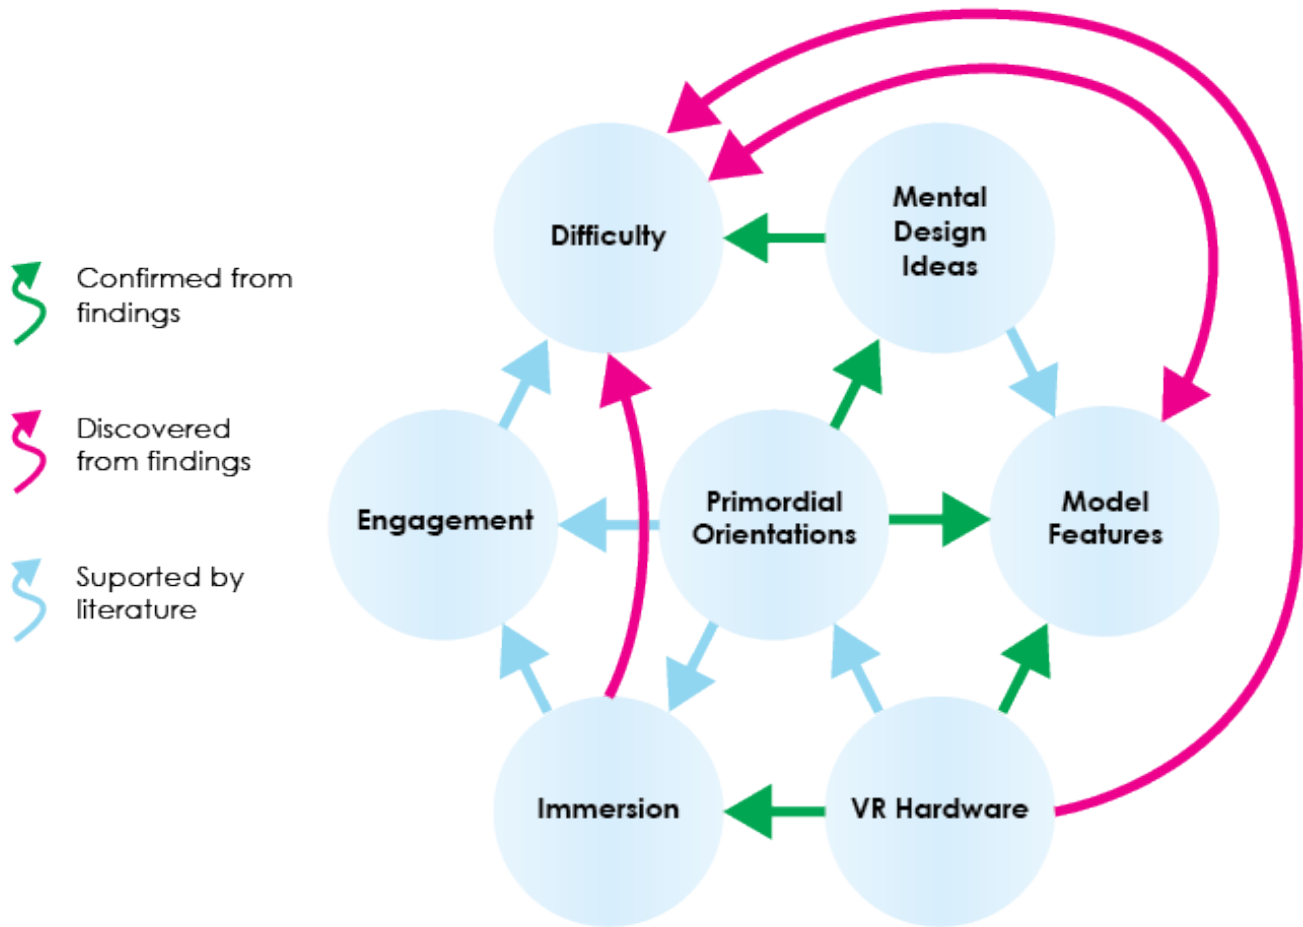 Confirmed from
findings
Discovered
from findings
Suported by
literature
Difficulty
Mental
Design
Ideas
Engagement
Primordial
Orientations
Model
Features
Immersion
VR Hardware